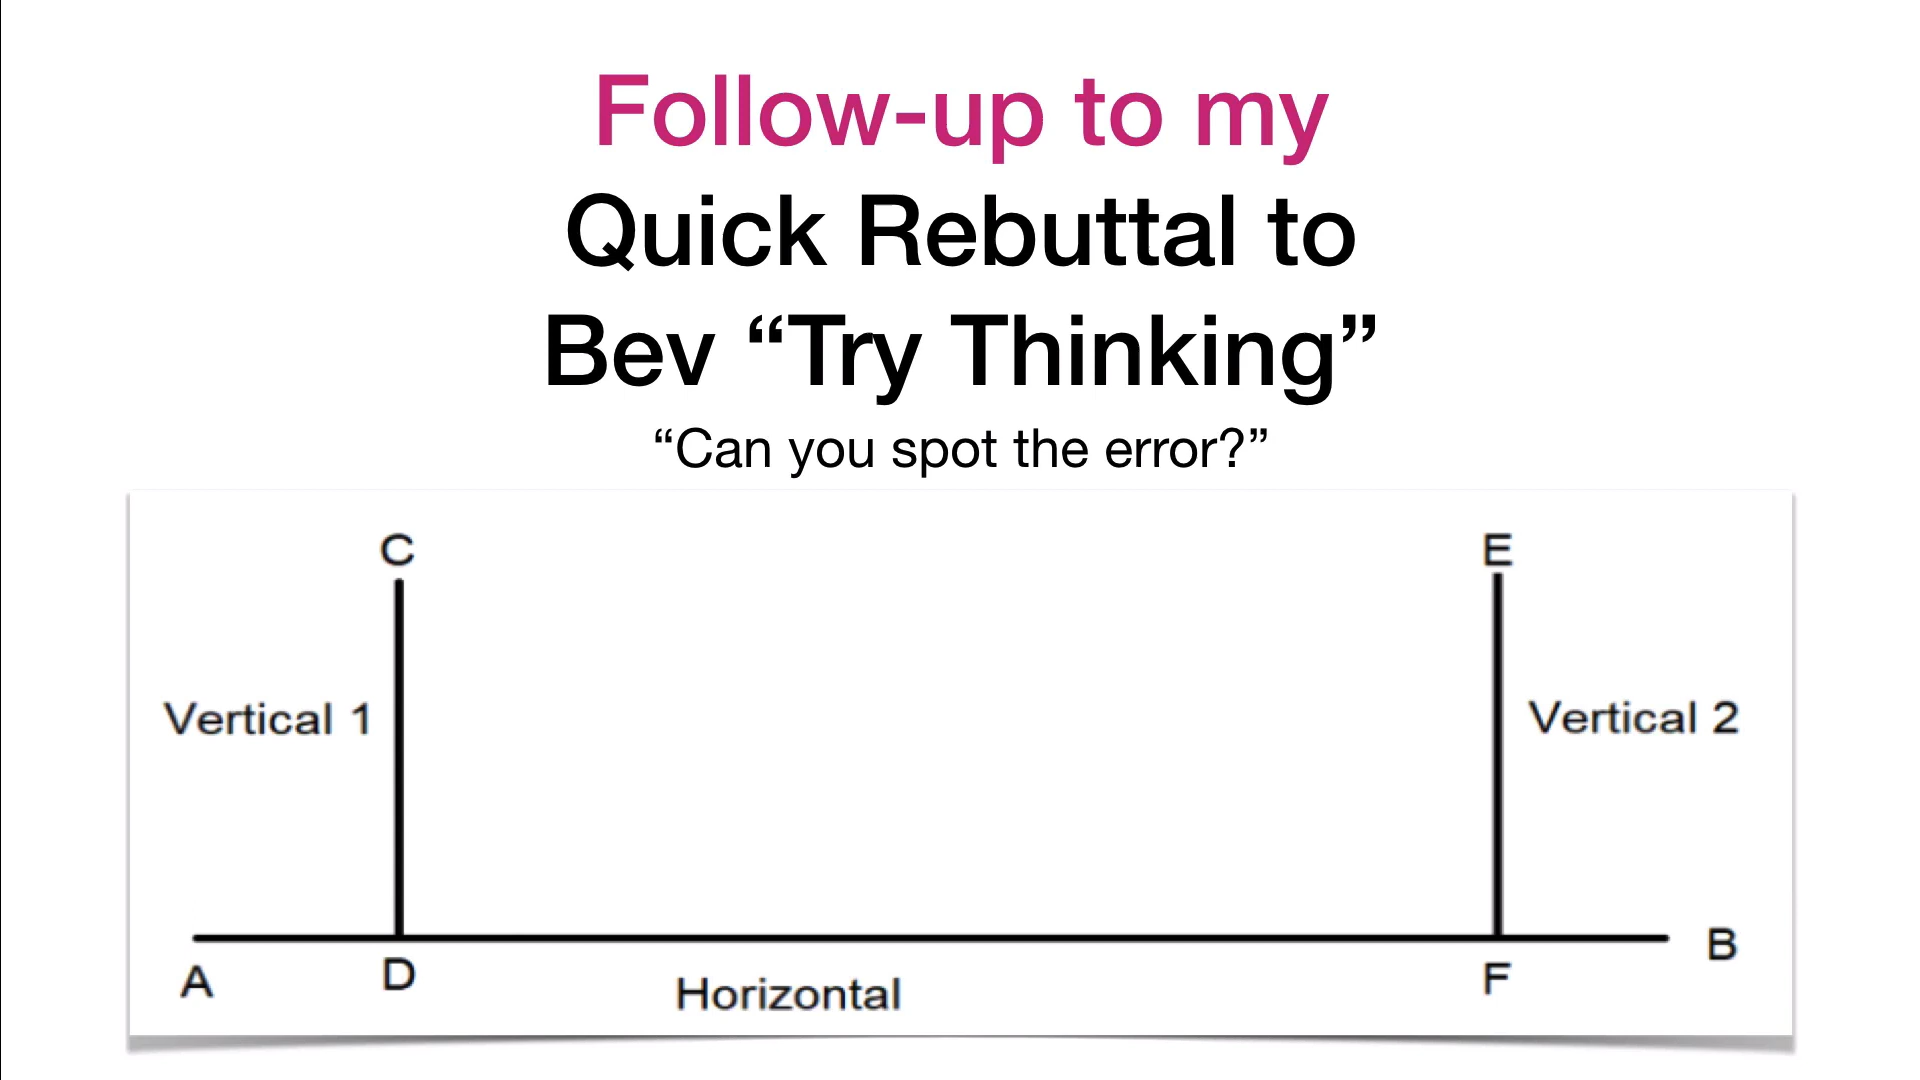 Follow-up to my
Quick Rebuttal to
Bev “Try Thinking”
“Can you spot the error?”
C E
Vertical 1 Vertical 2
A D Horizontal F B